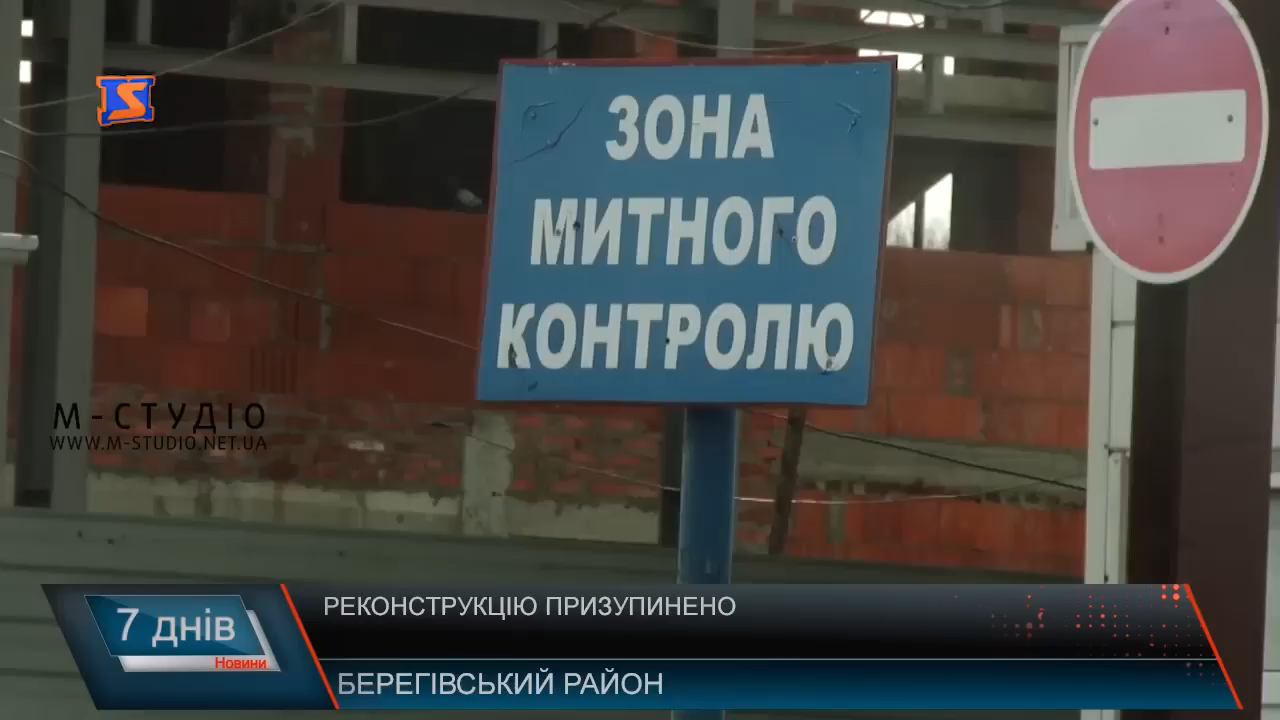 ЗОНА
МИТНОГО
КОНТРОЛЮ
М-СТУДІО
WWW.M-STUDIO.NET.UA
7 днів
Новини
РЕКОНСТРУКЦІЮ ПРИЗУПИНЕНО
БЕРЕГІВСЬКИЙ РАЙОН